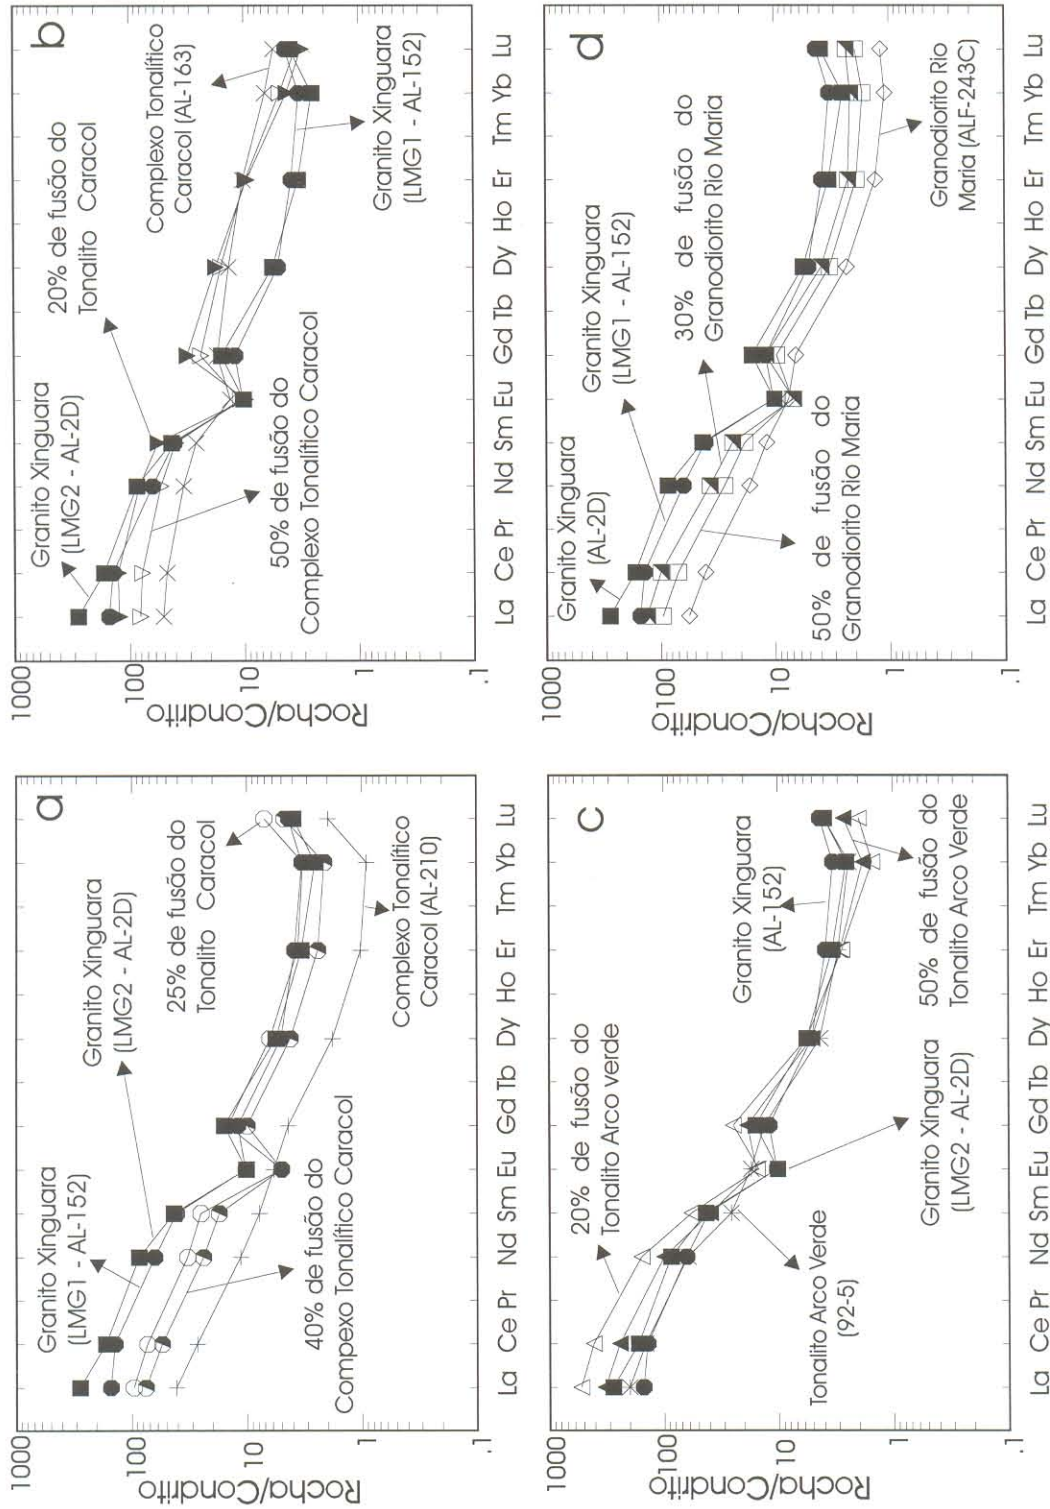 a
1000
100
10
1
.1
Rocha/Condrito
Granito Xinguara
(LMG1 - AL-152)
Granito Xinguara
(LMG2 - AL-2D)
25% de fusão do
Tonalito Caracol
40% de fusão do
Compexo Tonalítico Caracol
Complexo Tonalítico
Caracol (AL-210)
La Ce Pr Nd Sm Eu Gd Tb Dy Ho Er Tm Yb Lu
b
1000
100
10
1
.1
Rocha/Condrito
Granito Xinguara
(LMG2 - AL-2D)
20% de fusão do
Tonalito Caracol
Complexo Tonalítico
Caracol (AL-163)
50% de fusão do
Complexo Tonalítico Caracol
Granito Xinguara
(LMG1 - AL-152)
La Ce Pr Nd Sm Eu Gd Tb Dy Ho Er Tm Yb Lu
c
1000
100
10
1
.1
Rocha/Condrito
20% de fusão do
Tonalito Arco verde
Granito Xinguara
(AL-152)
Tonalito Arco Verde
(92-5)
Granito Xinguara
(LMG2 - AL-2D)
50% de fusão do
Tonalito Arco Verde
La Ce Pr Nd Sm Eu Gd Tb Dy Ho Er Tm Yb Lu
d
1000
100
10
1
.1
Rocha/Condrito
Granito Xinguara
(AL-2D)
Granito Xinguara
(LMG1 - AL-152)
30% de fusão do
Granodiorito Rio Maria
50% de fusão do
Granodiorito Rio Maria
Granodiorito Rio
Maria (ALF-243C)
La Ce Pr Nd Sm Eu Gd Tb Dy Ho Er Tm Yb Lu